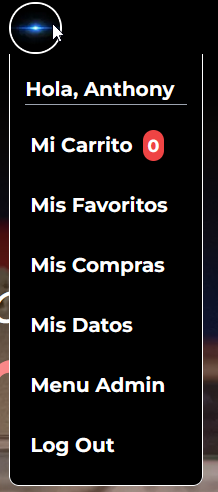 Hola, Anthony
Mi Carrito 0
Mis Favoritos
Mis Compras
Mis Datos
Menu Admin
Log Out